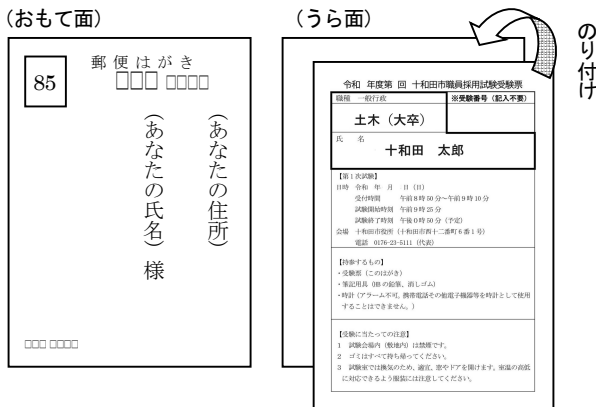 （おもて面）
85
郵便はがき
□□□ □□□□
（あなたの住所）
（あなたの氏名）様
□□□ □□□□
（うら面）
のり付け
令和　年度第　回　十和田市職員採用試験受験票
職種　一般行政
※受験番号（記入不要）
土木（大卒）
氏　名
十和田　太郎
【第１次試験】
日時　令和　年　月　日（日）
受付時間　午前８時50分～午前９時10分
試験開始時刻　午前９時25分
試験終了時刻　午後０時50分（予定）
会場　十和田市役所（十和田市西十二番町６番１号）
電話　0176-23-5111（代表）
【持参するもの】
・受験票（このはがき）
・筆記用具（HBの鉛筆、消しゴム）
・時計（アラーム不可。携帯電話その他電子機器等を時計として使用
することはできません。）
【受験に当たっての注意】
１　試験会場内（敷地内）は禁煙です。
２　ゴミはすべて持ち帰ってください。
３　試験室では換気のため、適宜、窓やドアを開けます。室温の高低
に対応できるよう服装には注意してください。